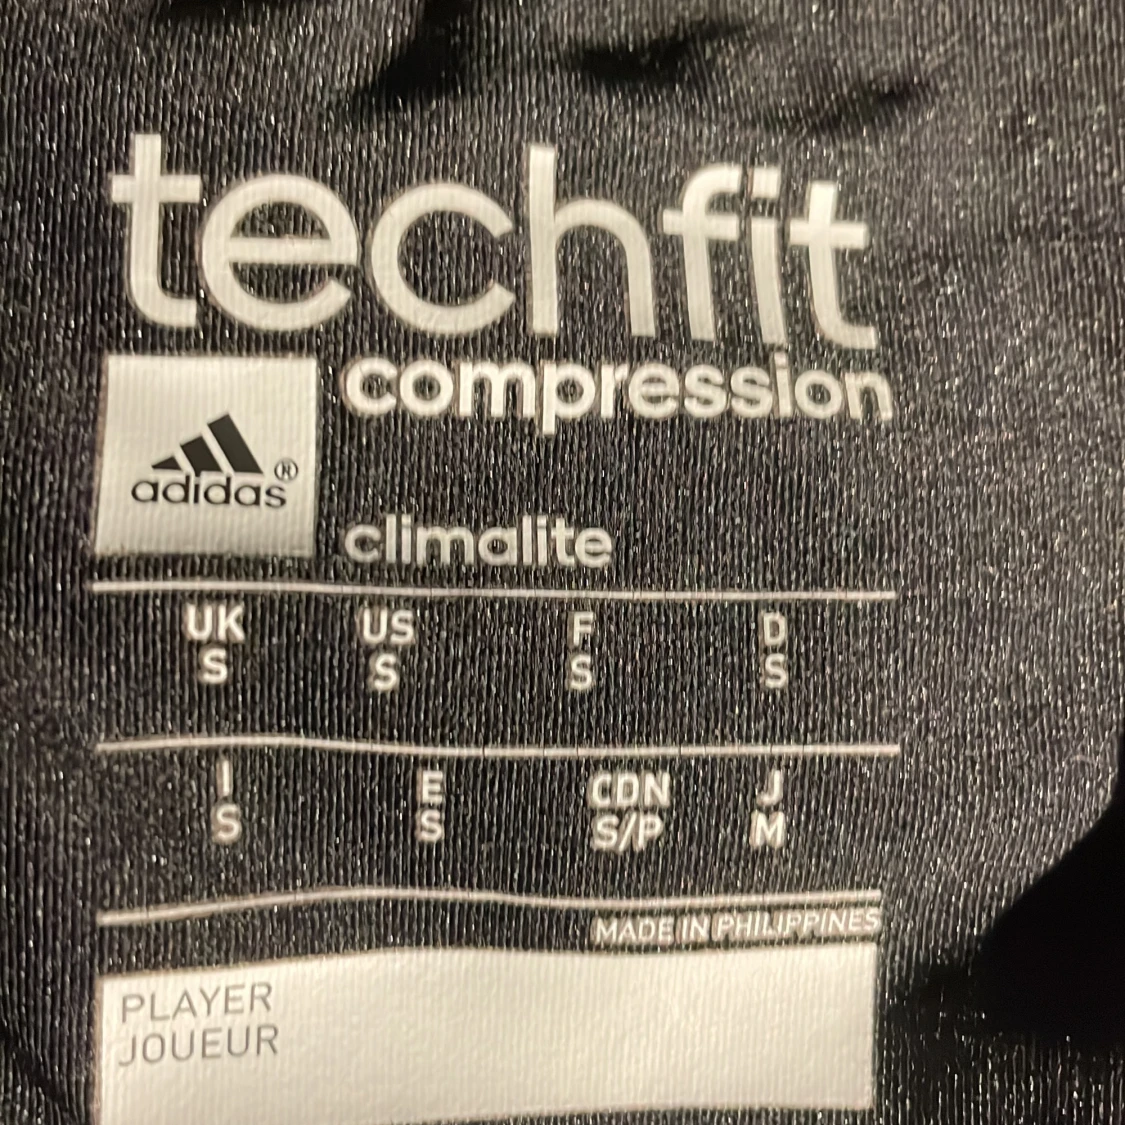 techfit
compression
adidas®
climalite
UK US F D
S S S S
I E CDN J
S S S/P M
MADE IN PHILIPPINES
PLAYER
JOUEUR